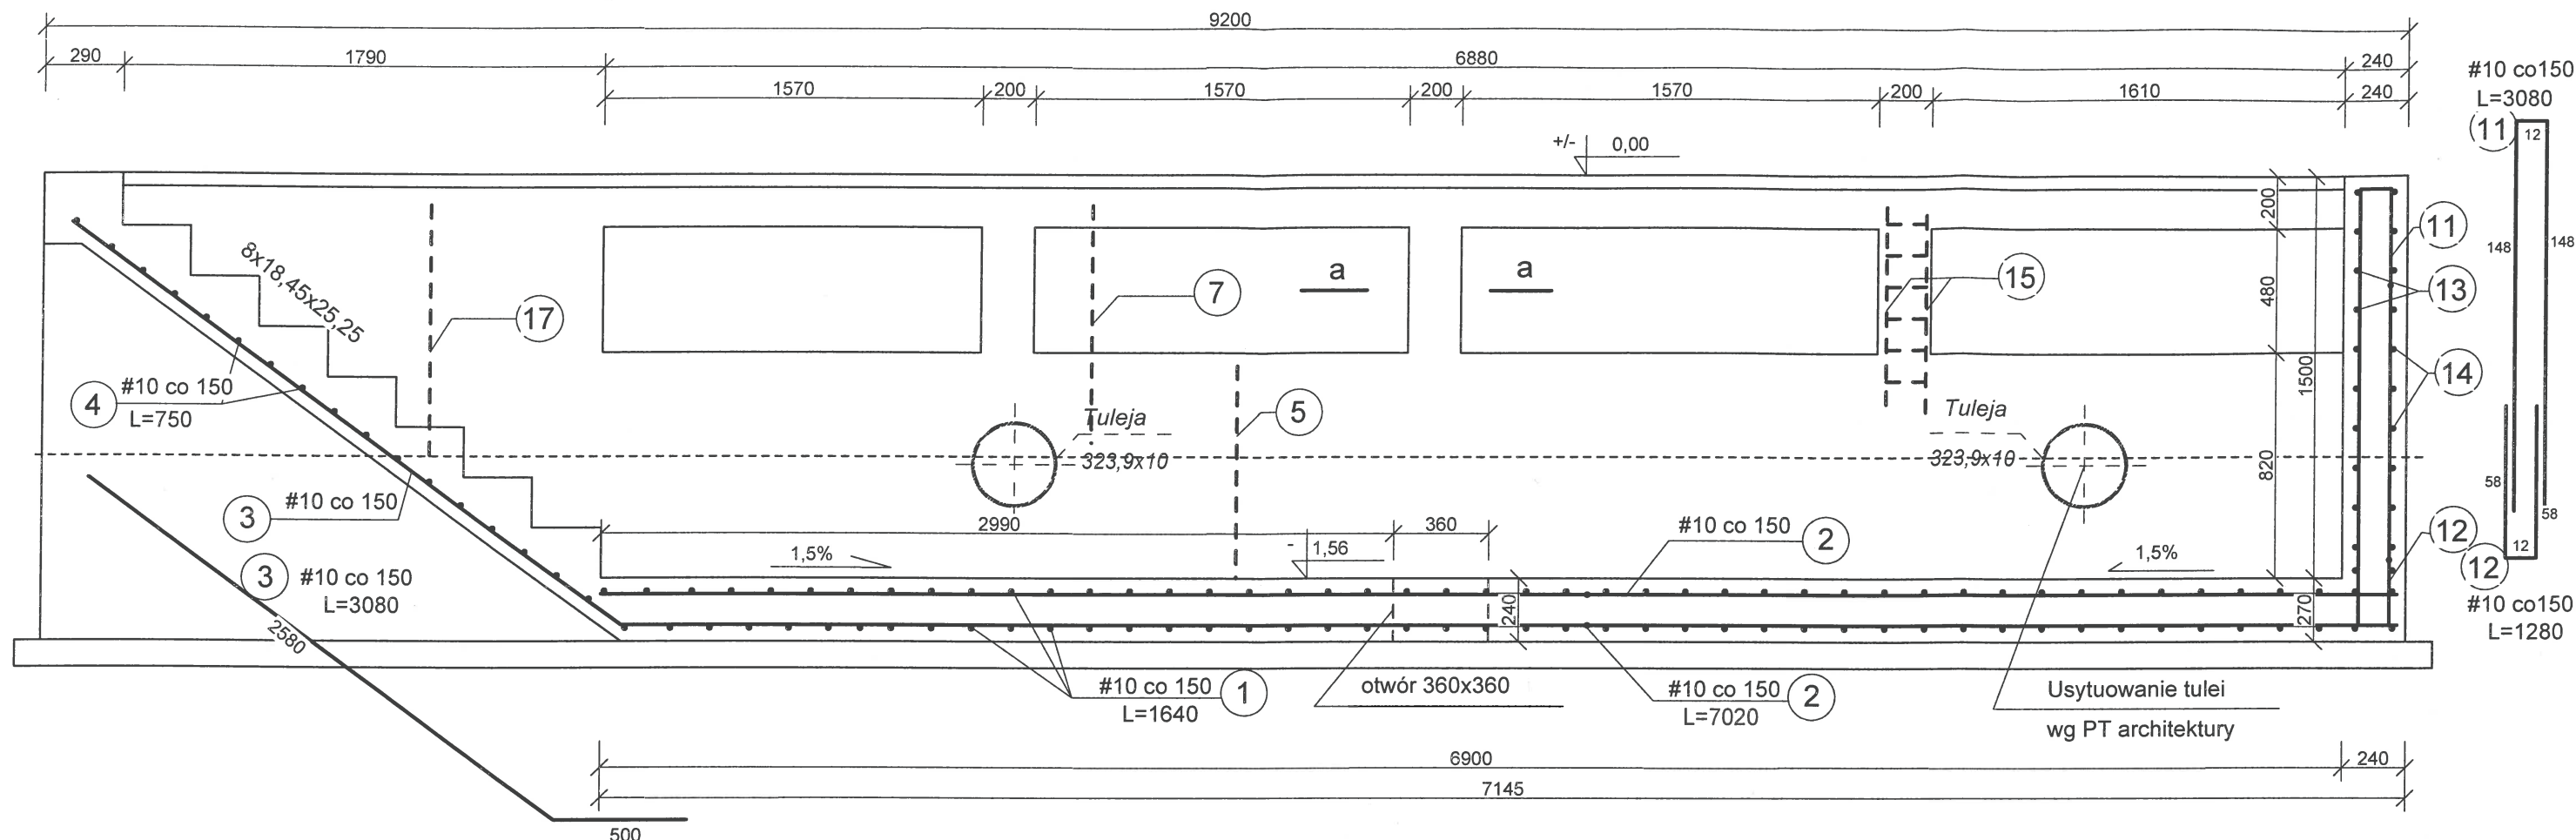 9200
290
1790
6880
240
1570
200
1570
200
1570
200
1610
240
#10 co150
L=3080
11
12
148
148
58
58
12
12
#10 co150
L=1280
+/- 0,00
200
480
820
1500
270
240
8x18,45x25,25
17
7
a
a
15
11
13
14
12
5
4 #10 co 150
L=750
Tuleja
323,9x10
Tuleja
323,9x10
3 #10 co 150
2990
360
1,5%
- 1,56
#10 co 150 2
1,5%
3 #10 co 150
L=3080
2580
500
#10 co 150 1
L=1640
otwór 360x360
#10 co 150 2
L=7020
Usytuowanie tulei
wg PT architektury
6900
240
7145